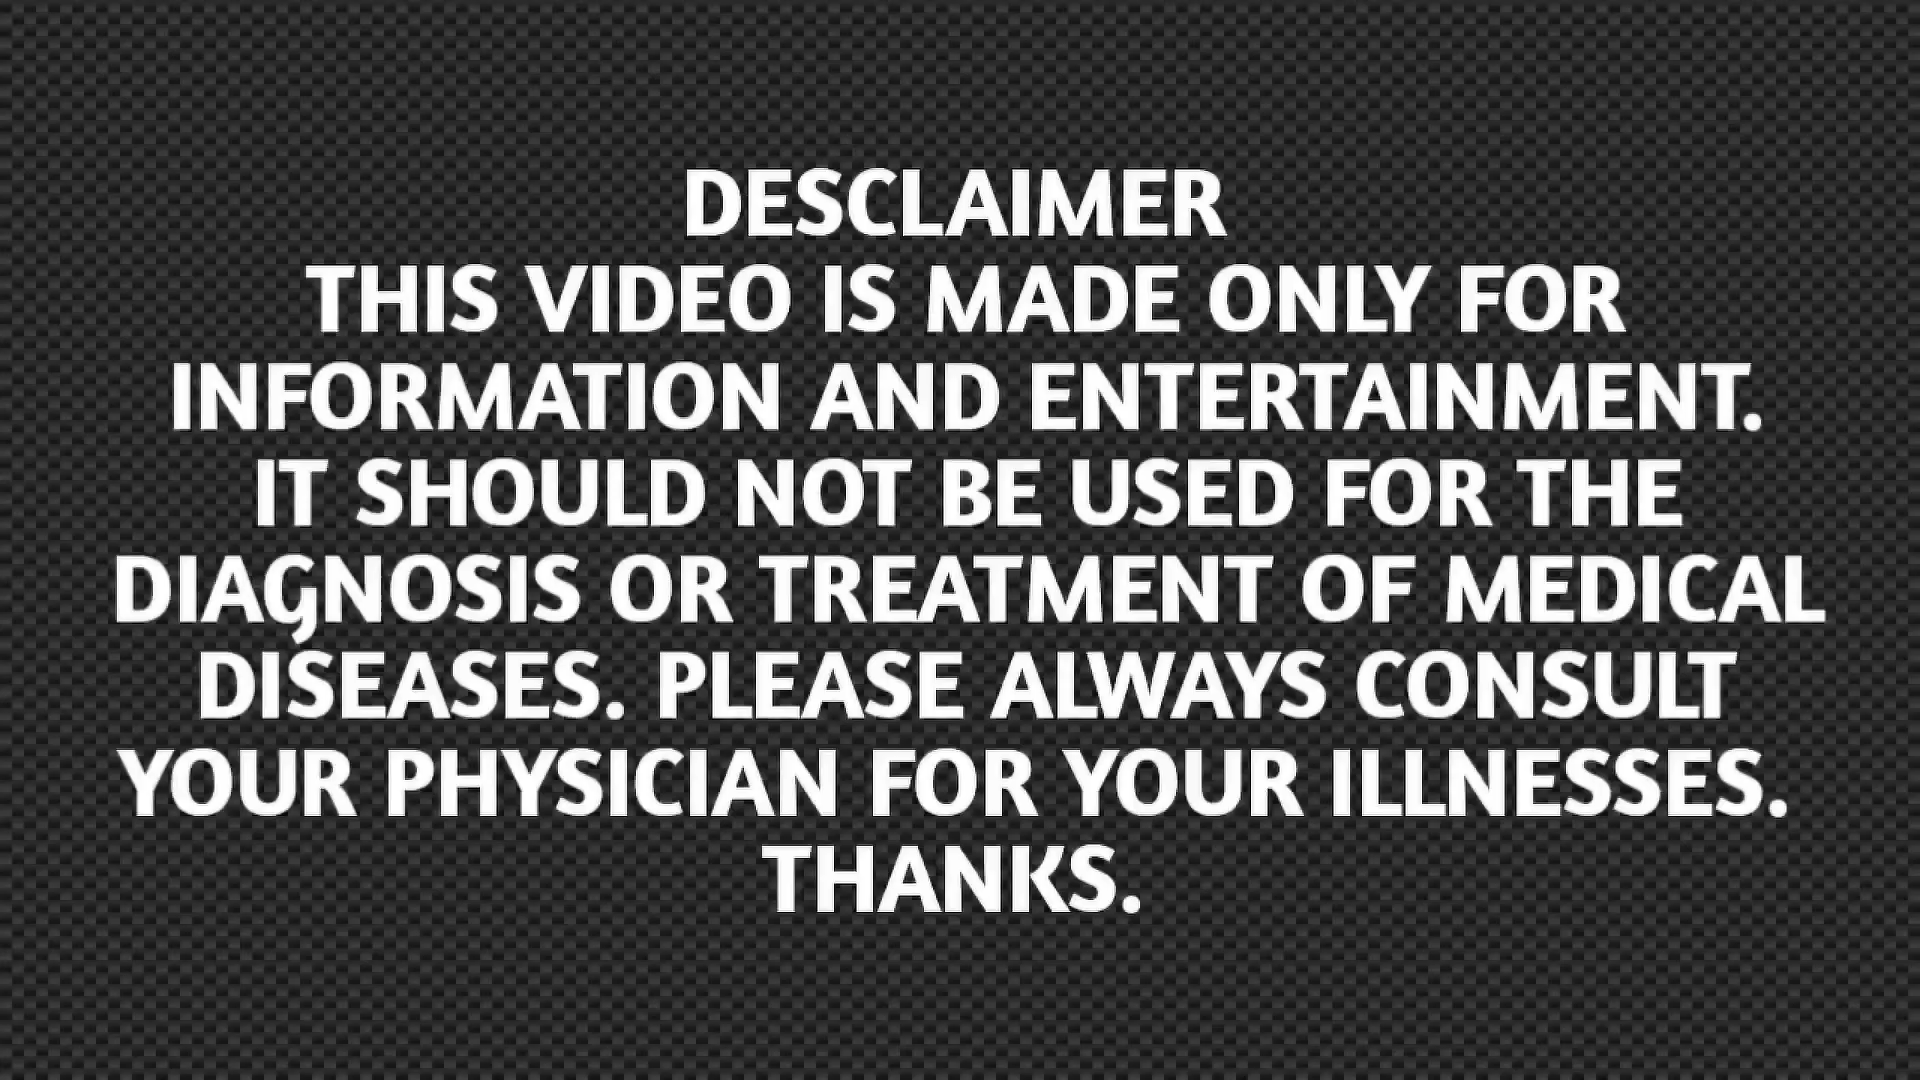 DESCLAIMER
THIS VIDEO IS MADE ONLY FOR
INFORMATION AND ENTERTAINMENT.
IT SHOULD NOT BE USED FOR THE
DIAGNOSIS OR TREATMENT OF MEDICAL
DISEASES. PLEASE ALWAYS CONSULT
YOUR PHYSICIAN FOR YOUR ILLNESSES.
THANKS.